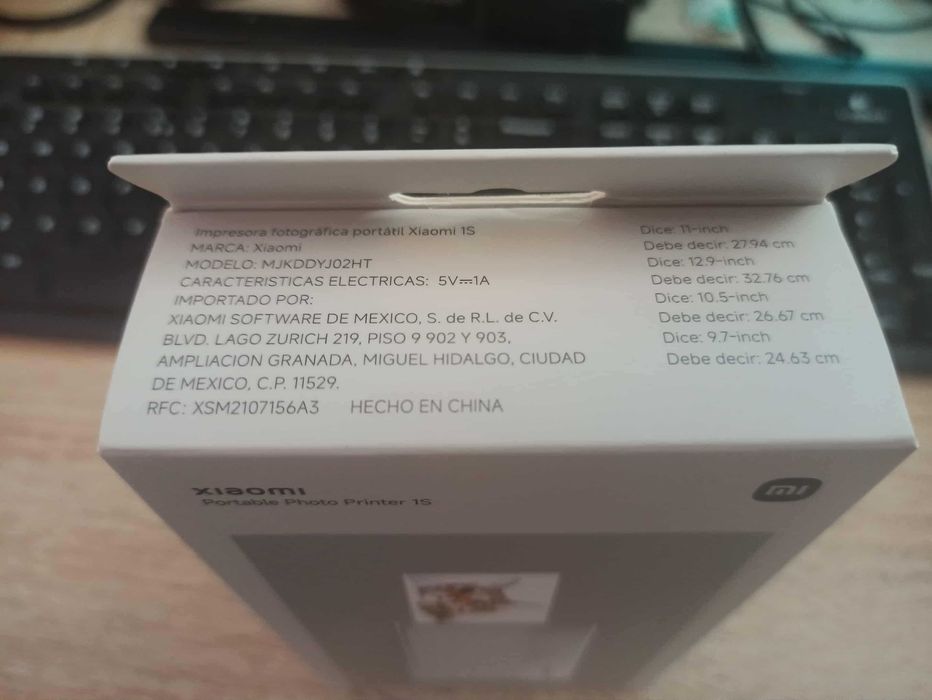 Impresora fotográfica portátil Xiaomi 1S
MARCA: Xiaomi
MODELO: MJKDDYJ02HT
CARACTERISTICAS ELECTRICAS: 5V⎓1A
IMPORTADO POR:
XIAOMI SOFTWARE DE MEXICO, S. de R.L. de C.V.
BLVD. LAGO ZURICH 219, PISO 9 902 Y 903,
AMPLIACION GRANADA, MIGUEL HIDALGO, CIUDAD
DE MEXICO, C.P. 11529.
RFC: XSM2107156A3 HECHO EN CHINA
Dice: 11-inch
Debe decir: 27.94 cm
Dice: 12.9-inch
Debe decir: 32.76 cm
Dice: 10.5-inch
Debe decir: 26.67 cm
Dice: 9.7-inch
Debe decir: 24.63 cm
xiaomi
Portable Photo Printer 1S
mi